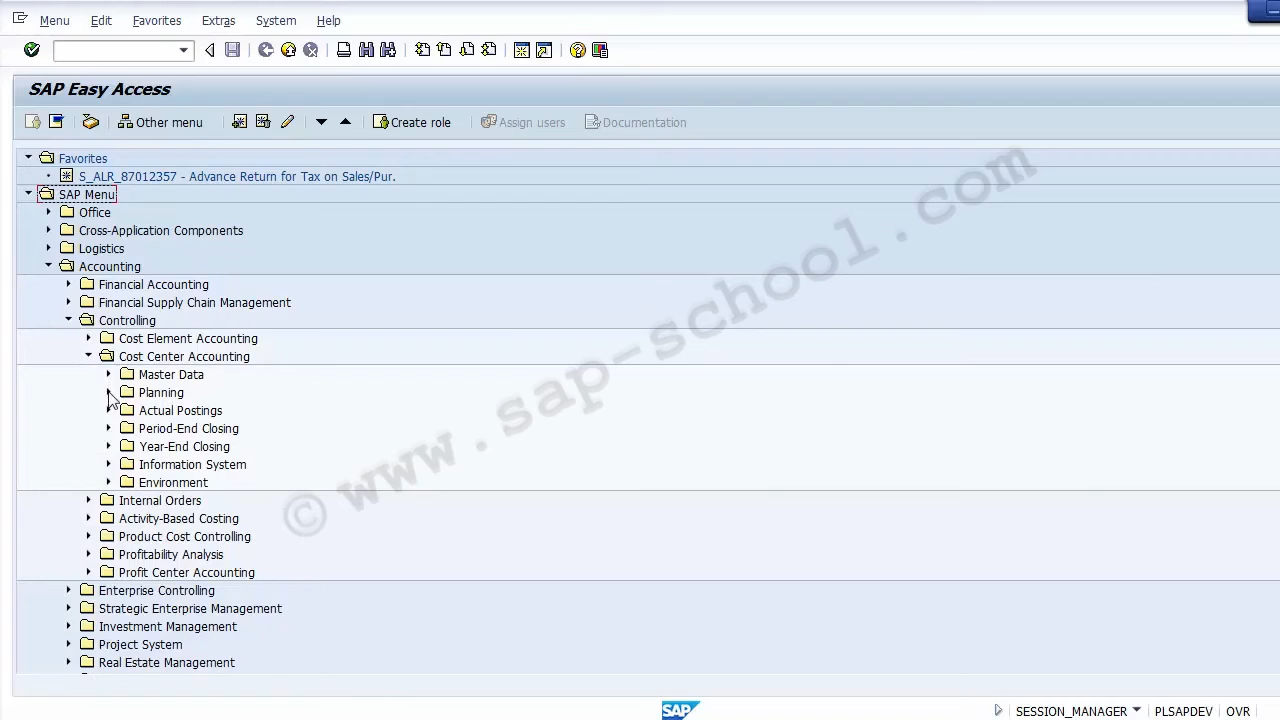 Menu Edit Favorites Extras System Help
SAP Easy Access
Other menu Create role Assign users Documentation
Favorites
S_ALR_87012357 - Advance Return for Tax on Sales/Pur.
SAP Menu
Office
Cross-Application Components
Logistics
Accounting
Financial Accounting
Financial Supply Chain Management
Controlling
Cost Element Accounting
Cost Center Accounting
Master Data
Planning
Actual Postings
Period-End Closing
Year-End Closing
Information System
Environment
Internal Orders
Activity-Based Costing
Product Cost Controlling
Profitability Analysis
Profit Center Accounting
Enterprise Controlling
Strategic Enterprise Management
Investment Management
Project System
Real Estate Management
© www.sap-school.com
SAP SESSION_MANAGER PLSAPDEV OVR